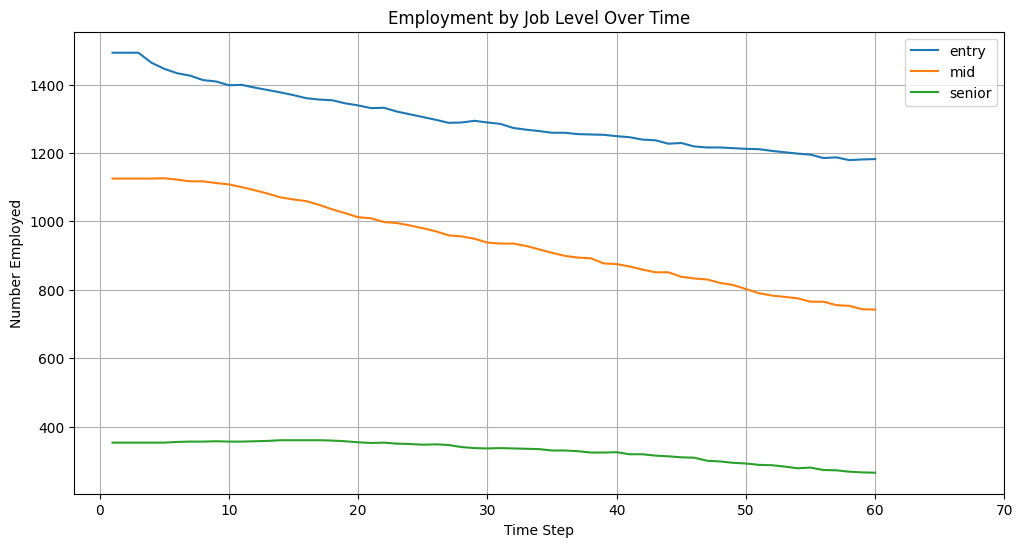 Employment by Job Level Over Time
entry
mid
senior
Number Employed
1400
1200
1000
800
600
400
0 10 20 30 40 50 60 70
Time Step